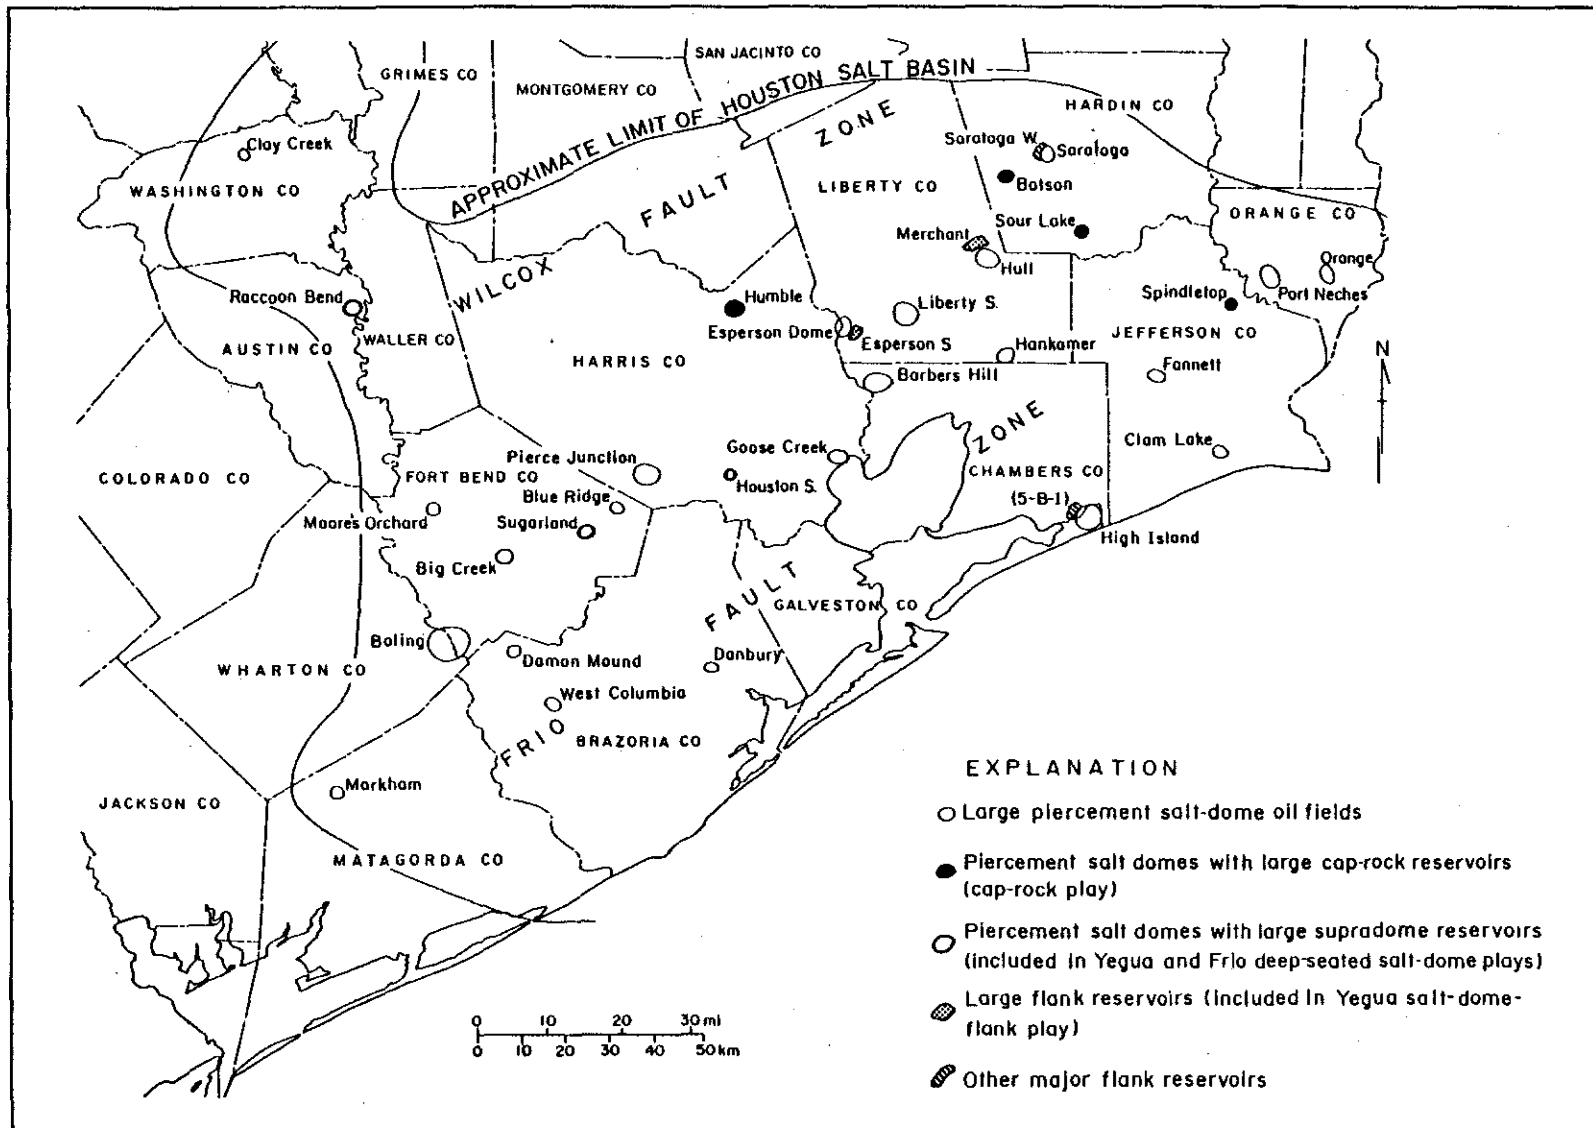 SAN JACINTO CO
GRIMES CO
MONTGOMERY CO
APPROXIMATE LIMIT OF HOUSTON SALT BASIN
HARDIN CO
WILCOX FAULT ZONE
Clay Creek
WASHINGTON CO
Saratoga W.
Saratoga
LIBERTY CO
Batson
ORANGE CO
Sour Lake
Merchant
Hull
Orange
Port Neches
Raccoon Bend
Humble
Liberty S.
Spindletop
JEFFERSON CO
Esperson Dome
Esperson S
Hankamer
AUSTIN CO
WALLER CO
HARRIS CO
Barbers Hill
Fannett
N
FRIO FAULT ZONE
Clam Lake
Goose Creek
Pierce Junction
COLORADO CO
FORT BEND CO
CHAMBERS CO
Houston S.
Blue Ridge
(5-B-1)
Moores Orchard
Sugarland
High Island
Big Creek
GALVESTON CO
Boling
WHARTON CO
Damon Mound
Danbury
West Columbia
BRAZORIA CO
Markham
JACKSON CO
MATAGORDA CO
EXPLANATION
Large piercement salt-dome oil fields
Piercement salt domes with large cap-rock reservoirs
(cap-rock play)
Piercement salt domes with large supradome reservoirs
(included in Yegua and Frio deep-seated salt-dome plays)
Large flank reservoirs (included in Yegua salt-dome-
flank play)
Other major flank reservoirs
0 10 20 30 mi
0 10 20 30 40 50 km